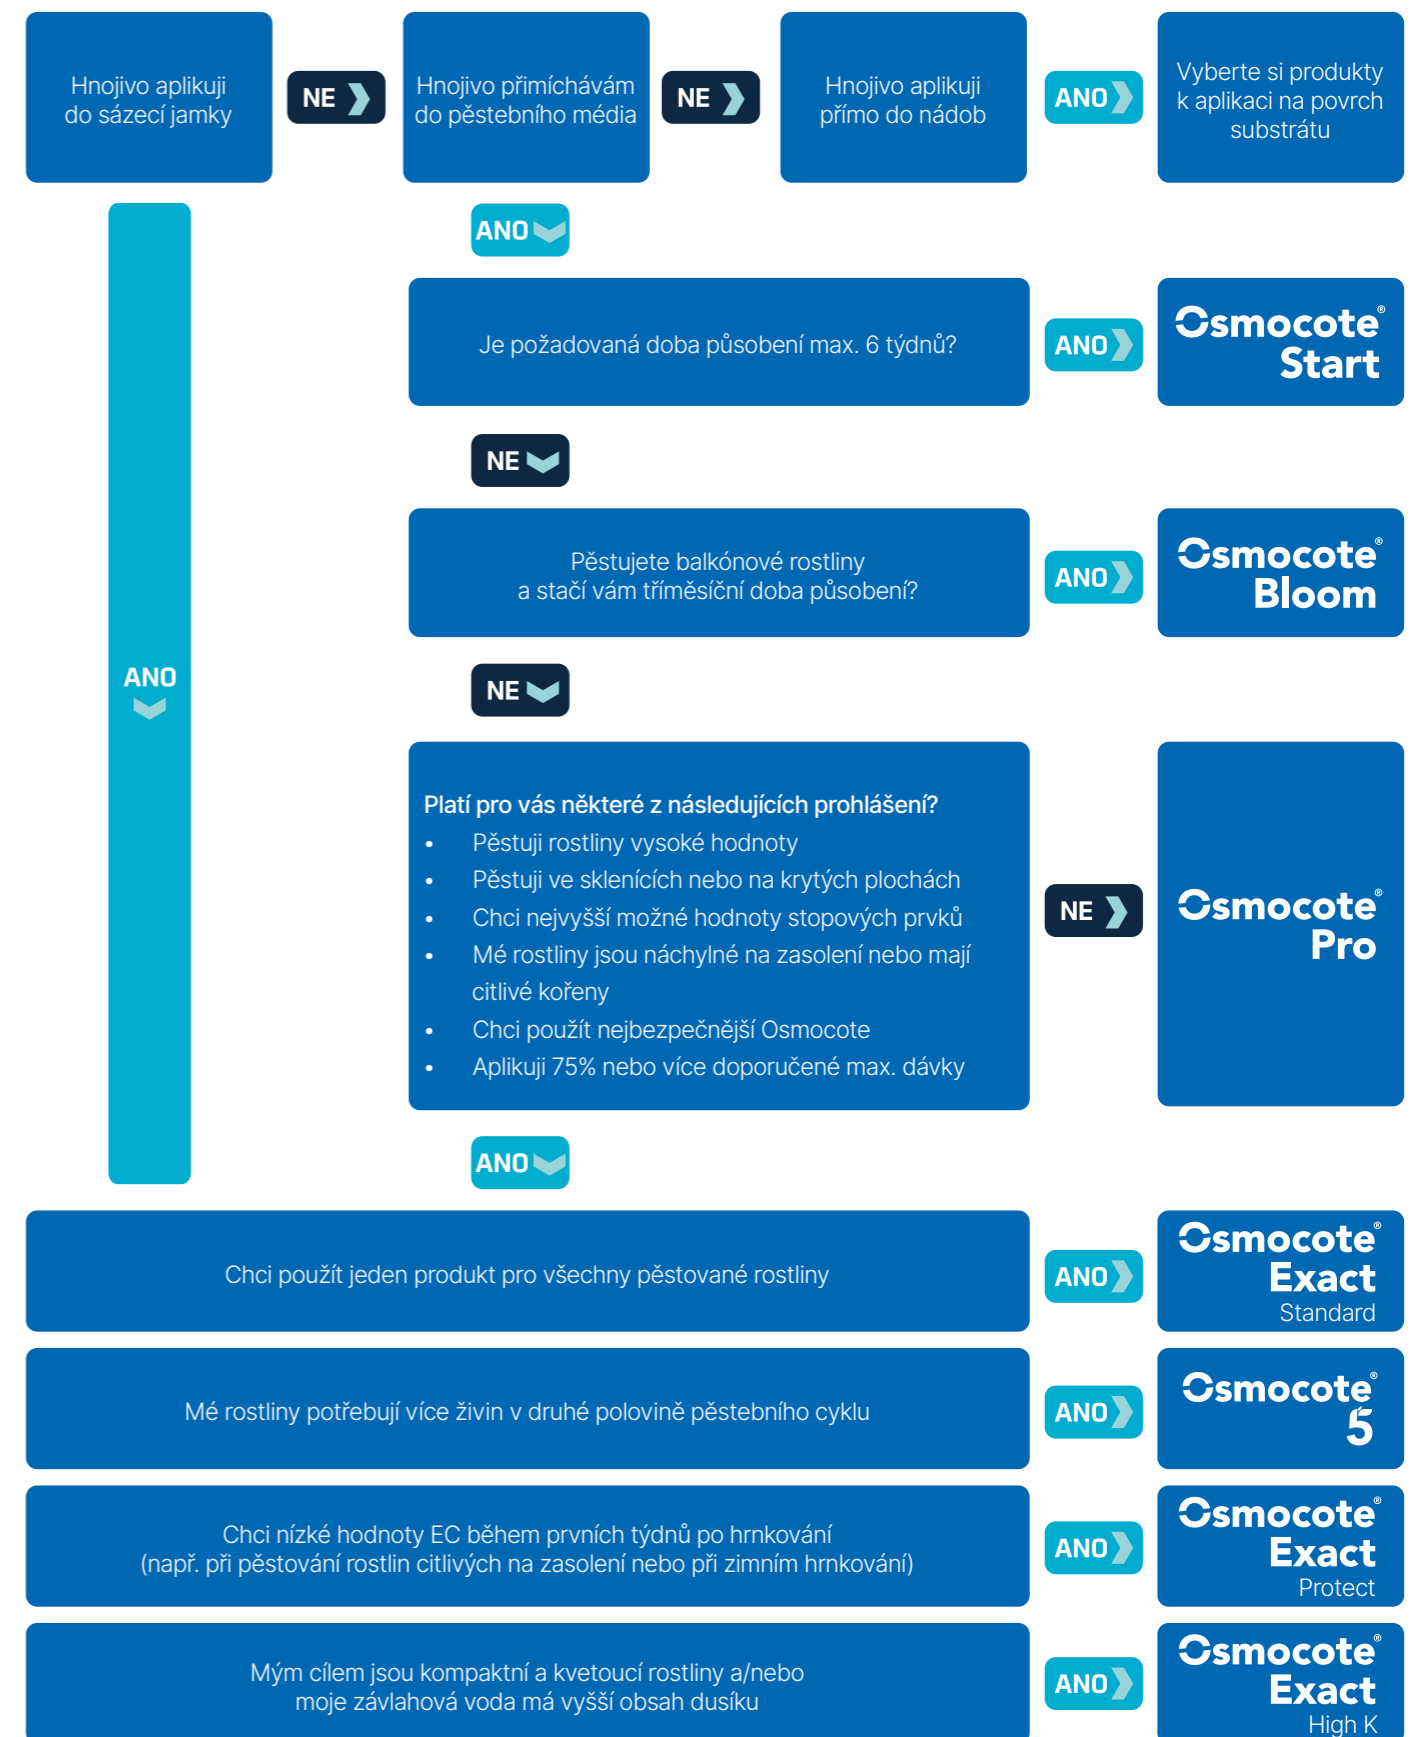 Hnojivo aplikuji
do sázecí jamky
NE
Hnojivo přimíchávám
do pěstebního média
NE
Hnojivo aplikuji
přímo do nádob
ANO
Vyberte si produkty
k aplikaci na povrch
substrátu
ANO
Je požadovaná doba působení max. 6 týdnů?
ANO
Osmocote®
Start
NE
Pěstujete balkónové rostliny
a stačí vám tříměsíční doba působení?
ANO
Osmocote®
Bloom
ANO
NE
Platí pro vás některé z následujících prohlášení?
• Pěstuji rostliny vysoké hodnoty
• Pěstuji ve sklenících nebo na krytých plochách
• Chci nejvyšší možné hodnoty stopových prvků
• Mé rostliny jsou náchylné na zasolení nebo mají
citlivé kořeny
• Chci použít nejbezpečnější Osmocote
• Aplikuji 75% nebo více doporučené max. dávky
NE
Osmocote®
Pro
ANO
Chci použít jeden produkt pro všechny pěstované rostliny
ANO
Osmocote®
Exact
Standard
Mé rostliny potřebují více živin v druhé polovině pěstebního cyklu
ANO
Osmocote®
5
Chci nízké hodnoty EC během prvních týdnů po hrnkování
(např. při pěstování rostlin citlivých na zasolení nebo při zimním hrnkování)
ANO
Osmocote®
Exact
Protect
Mým cílem jsou kompaktní a kvetoucí rostliny a/nebo
moje závlahová voda má vyšší obsah dusíku
ANO
Osmocote®
Exact
High K